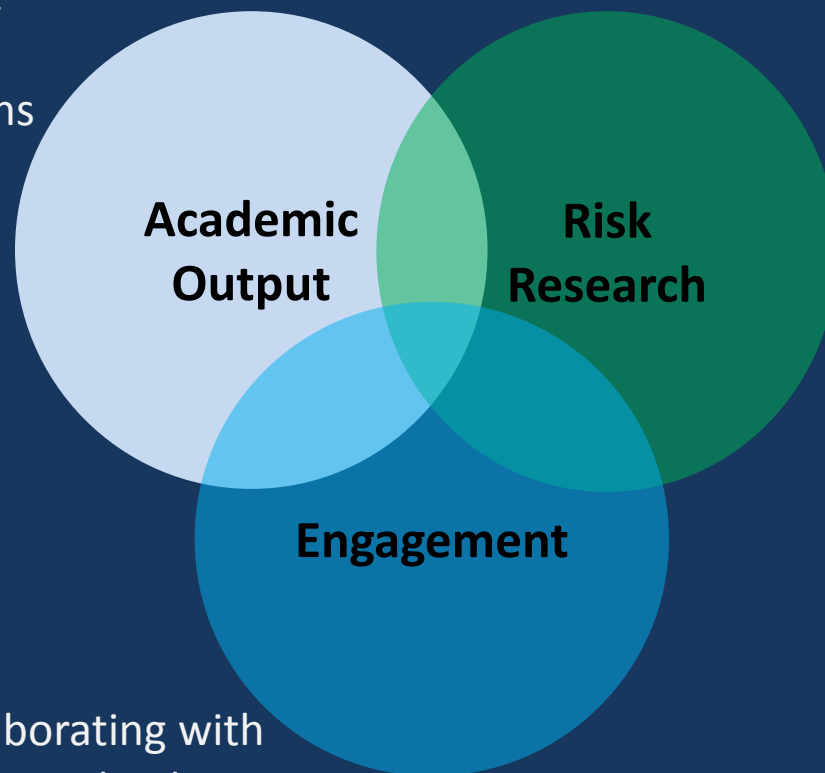 ns
Academic
Output
Risk
Research
Engagement
borating with